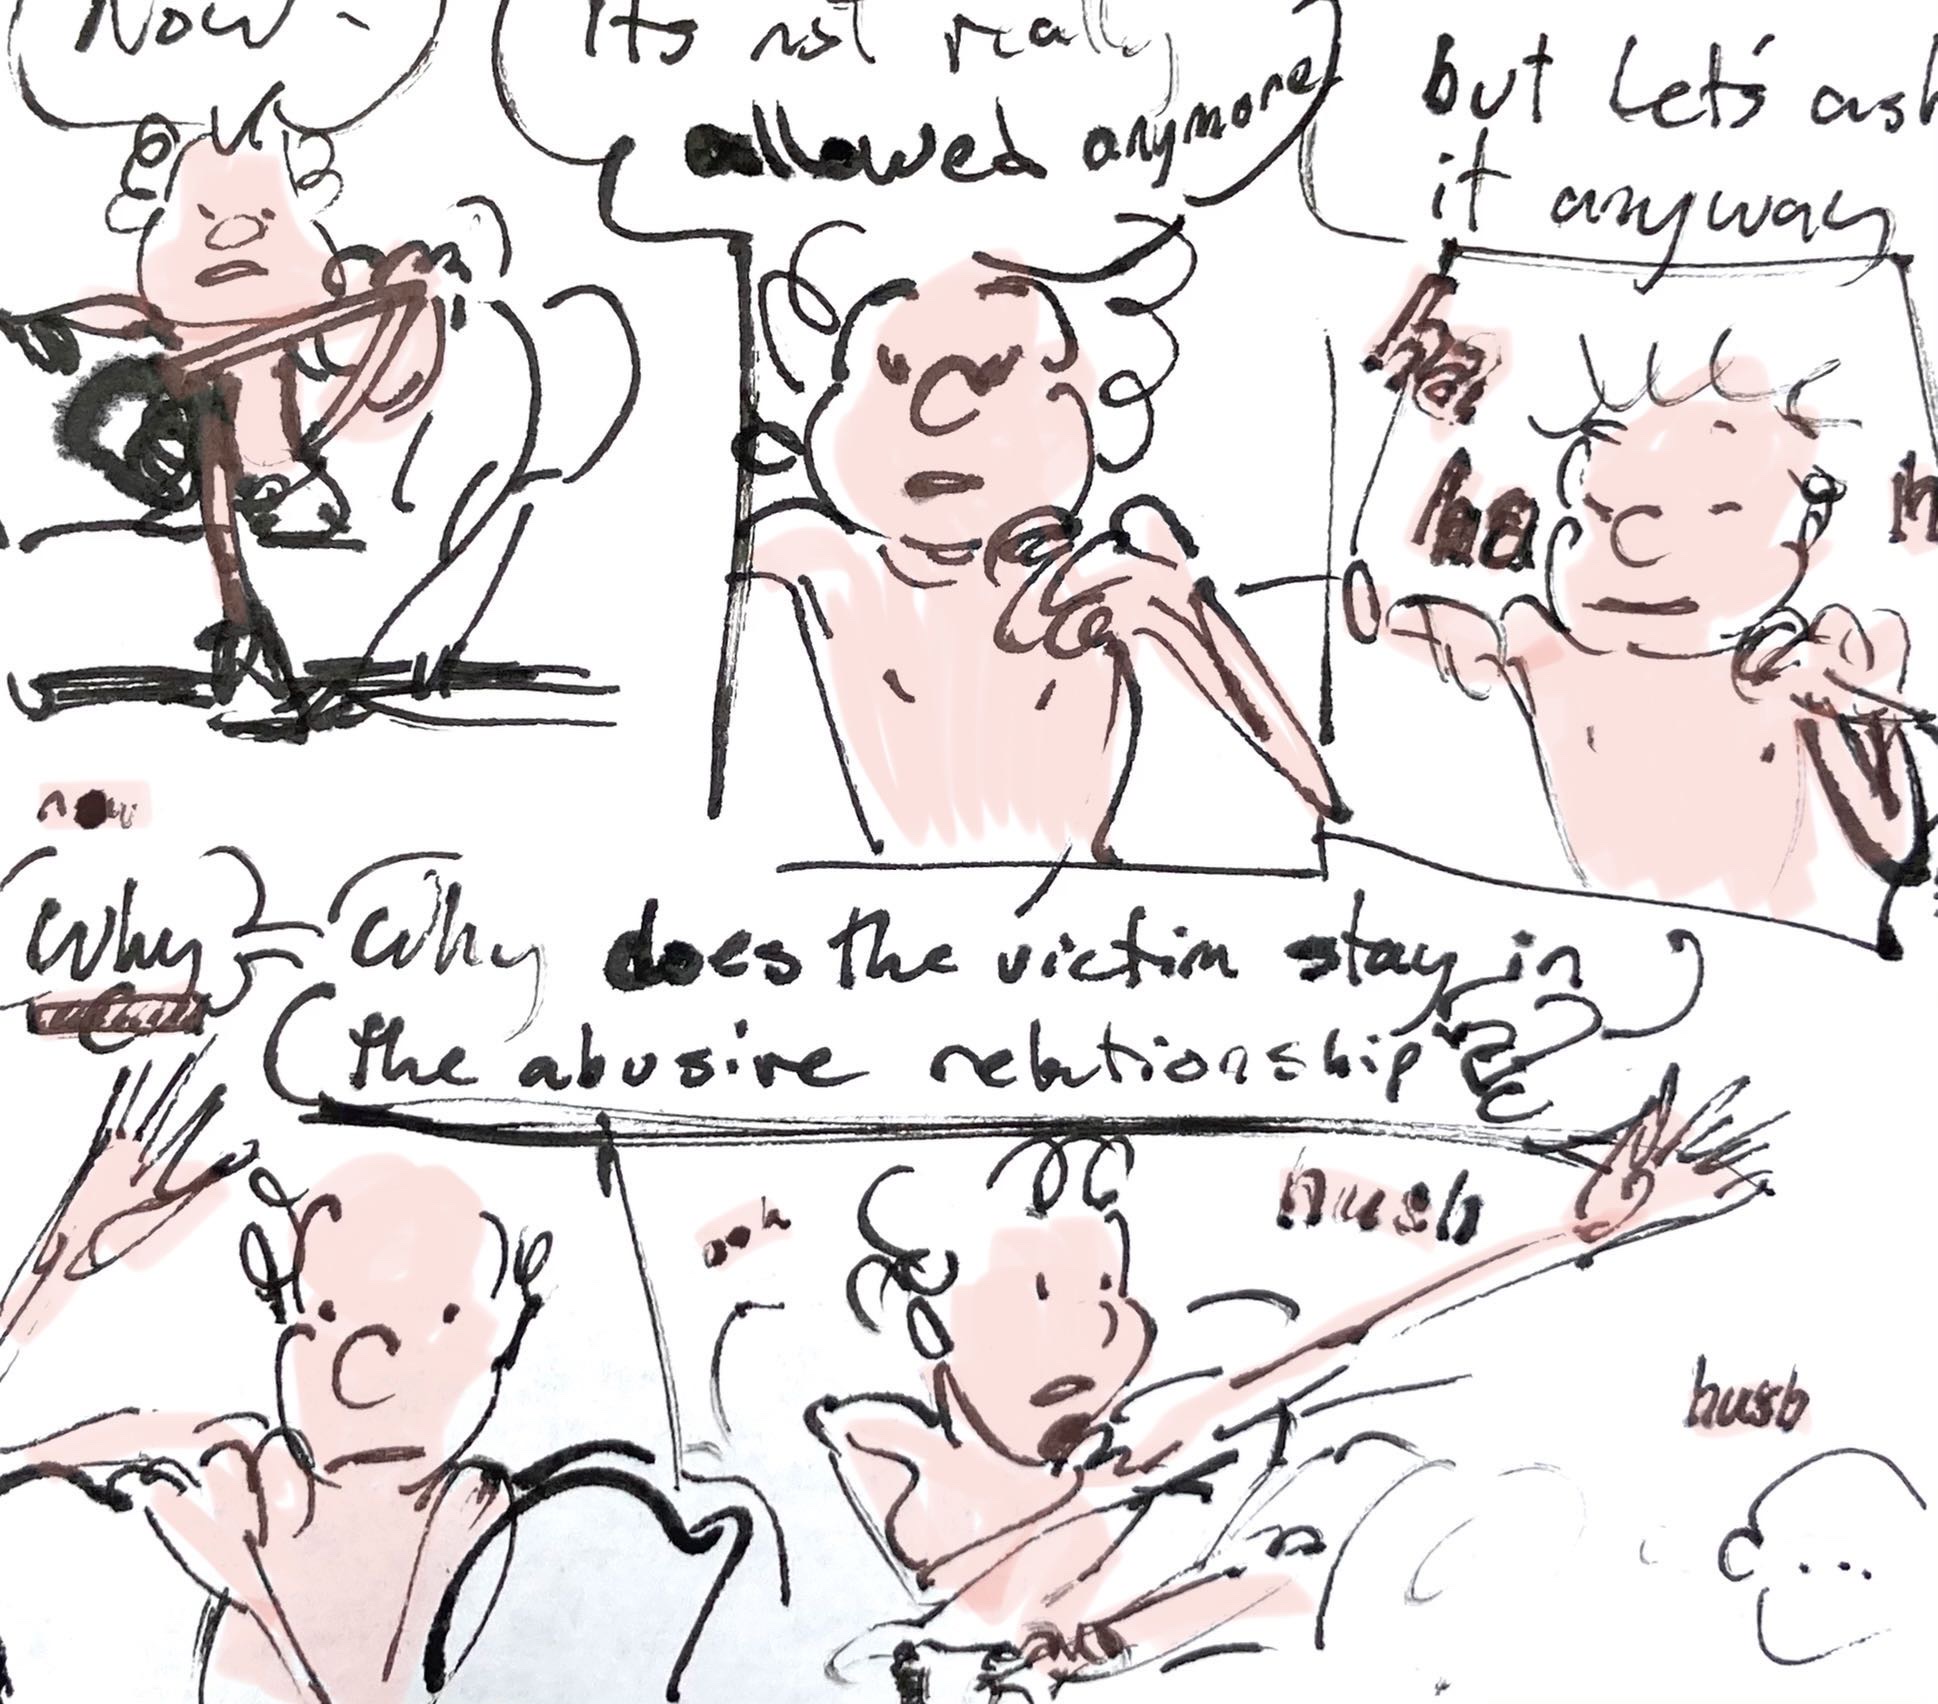 Now -
Its not really
allowed anymore
but Let's ask
it anyway
ha
ha
h
now
Why
Why does the victim stay in
the abusive relationship
ooh
hush
hush
...